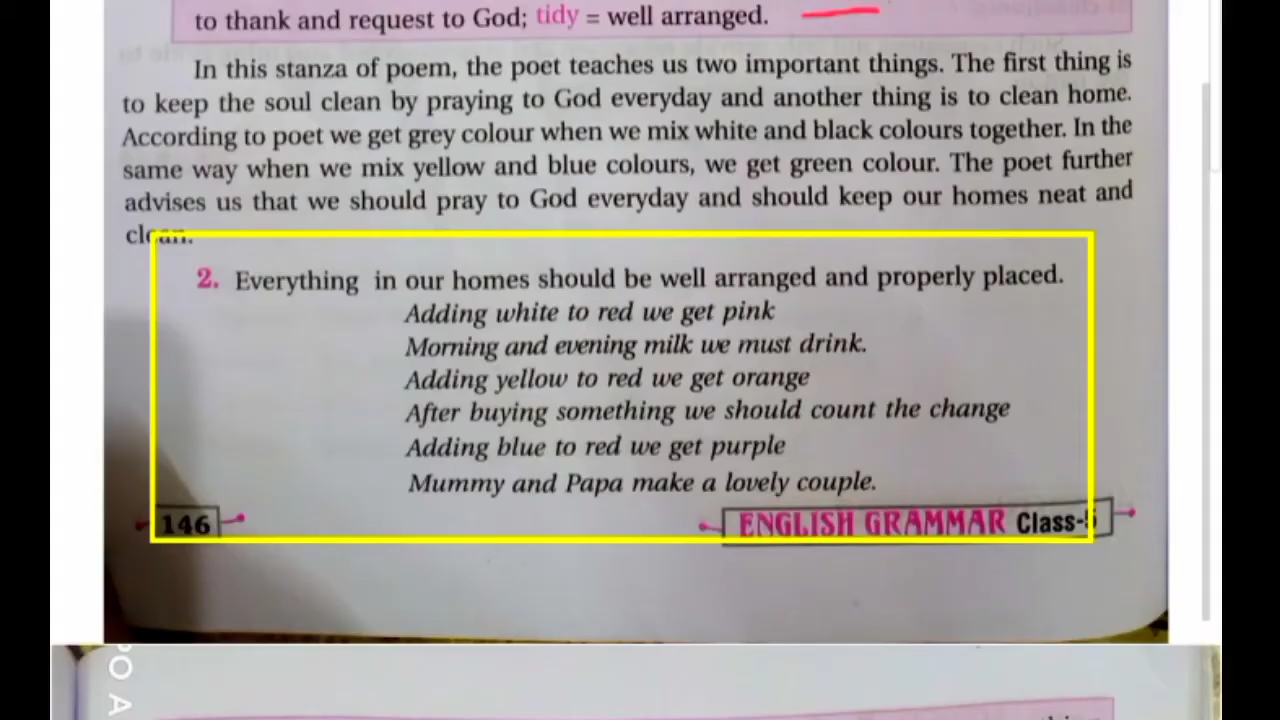 to thank and request to God; tidy = well arranged.
In this stanza of poem, the poet teaches us two important things. The first thing is
to keep the soul clean by praying to God everyday and another thing is to clean home.
According to poet we get grey colour when we mix white and black colours together. In the
same way when we mix yellow and blue colours, we get green colour. The poet further
advises us that we should pray to God everyday and should keep our homes neat and
clean.
2. Everything in our homes should be well arranged and properly placed.
Adding white to red we get pink
Morning and evening milk we must drink.
Adding yellow to red we get orange
After buying something we should count the change
Adding blue to red we get purple
Mummy and Papa make a lovely couple.
146
ENGLISH GRAMMAR Class-5
PO A